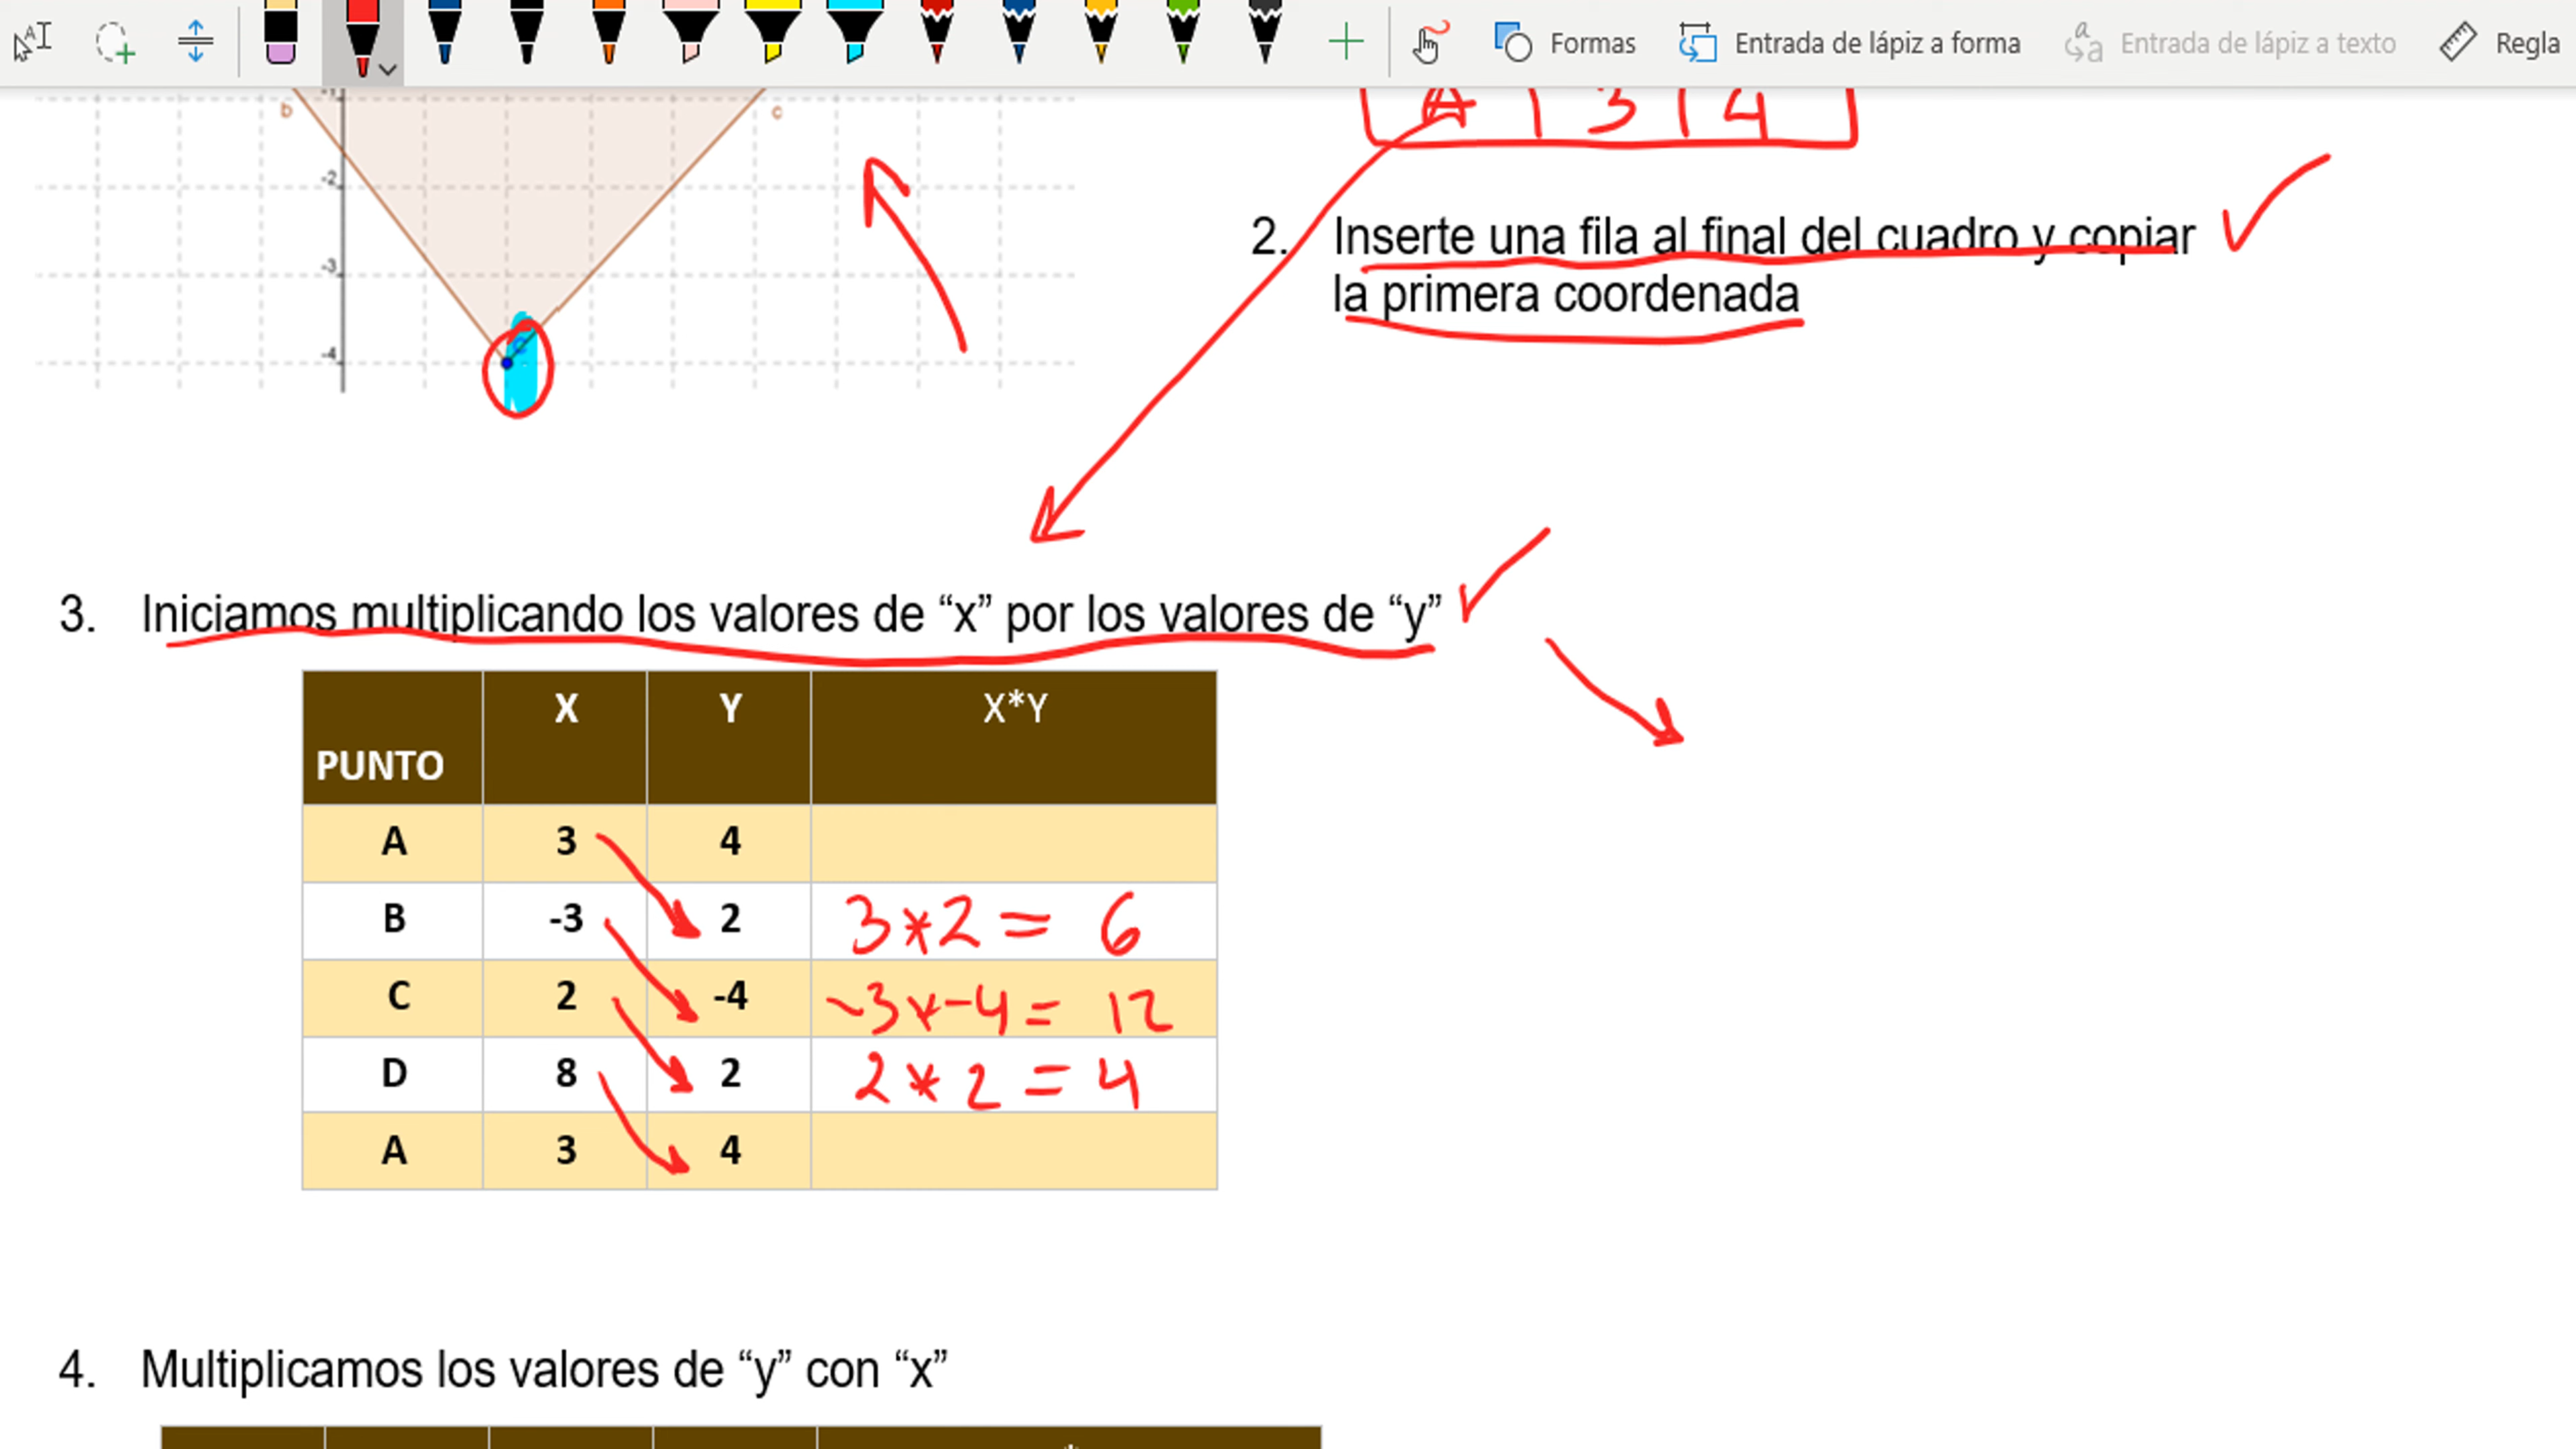 Formas Entrada de lápiz a forma Entrada de lápiz a texto Regla
b
c
-1
-2
-3
-4
A 3 4
2. Inserte una fila al final del cuadro y copiar
la primera coordenada
3. Iniciamos multiplicando los valores de “x” por los valores de “y”
PUNTO X Y X*Y
A 3 4
B -3 2 3*2 = 6
C 2 -4 -3*-4 = 12
D 8 2 2*2 = 4
A 3 4
4. Multiplicamos los valores de “y” con “x”